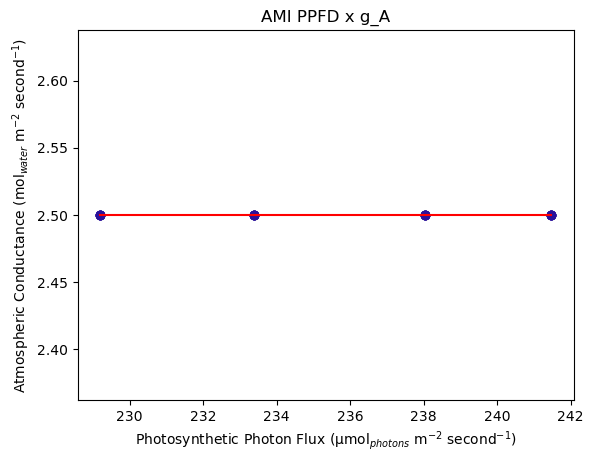 AMI PPFD x g_A
Atmospheric Conductance (mol_water m⁻² second⁻¹)
2.60
2.55
2.50
2.45
2.40
230 232 234 236 238 240 242
Photosynthetic Photon Flux (μmol_photons m⁻² second⁻¹)